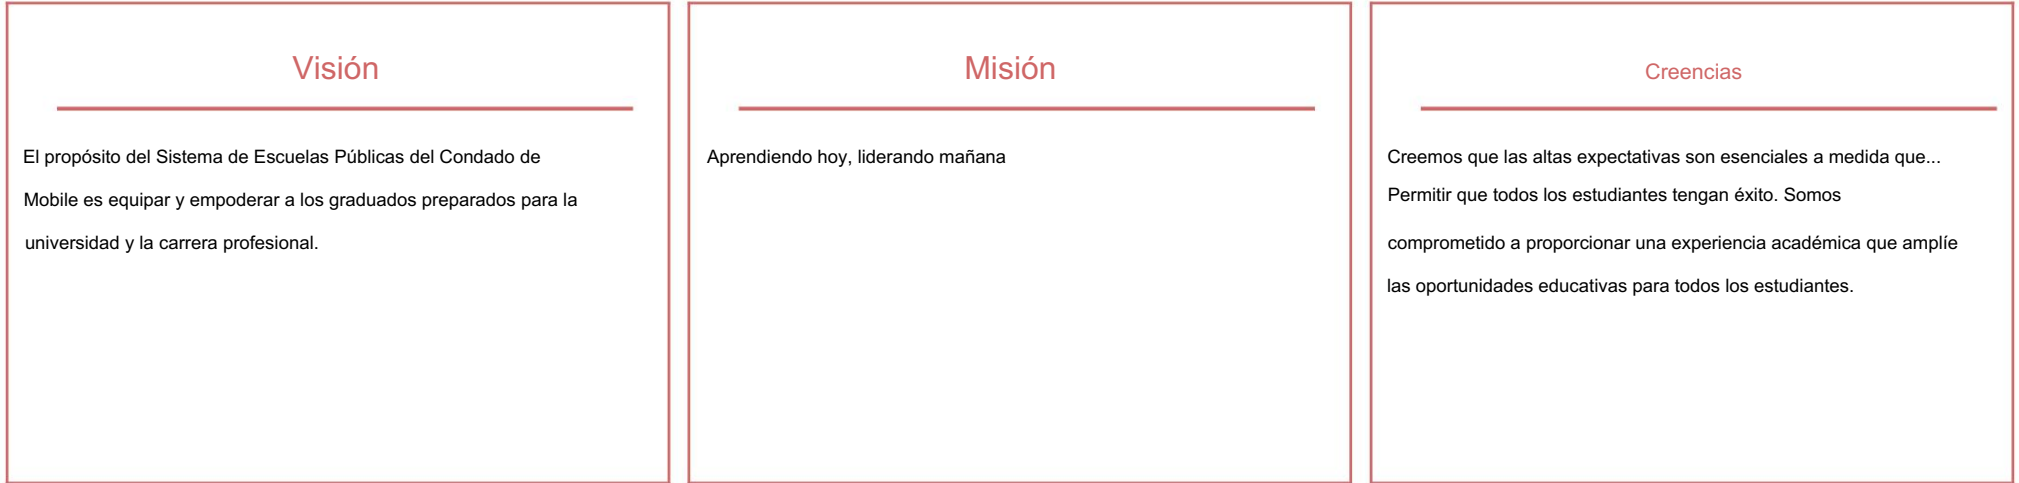 Visión
El propósito del Sistema de Escuelas Públicas del Condado de
Mobile es equipar y empoderar a los graduados preparados para la
universidad y la carrera profesional.
Misión
Aprendiendo hoy, liderando mañana
Creencias
Creemos que las altas expectativas son esenciales a medida que...
Permitir que todos los estudiantes tengan éxito. Somos
comprometido a proporcionar una experiencia académica que amplíe
las oportunidades educativas para todos los estudiantes.